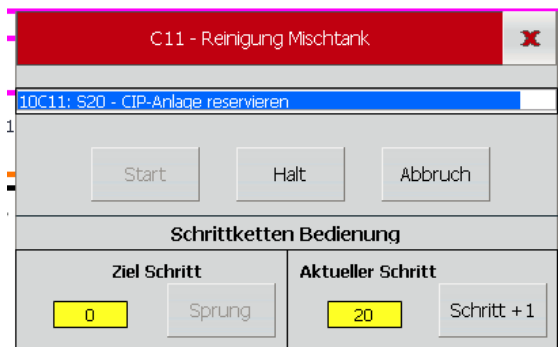 C11 - Reinigung Mischtank X
10C11: S20 - CIP-Anlage reservieren
1
Start Halt Abbruch
Schrittketten Bedienung
Ziel Schritt Aktueller Schritt
0 Sprung 20 Schritt +1